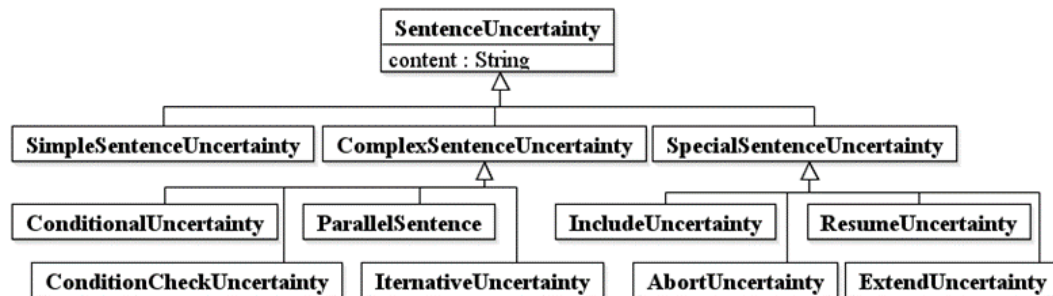 SentenceUncertainty
content : String
SimpleSentenceUncertainty ComplexSentenceUncertainty SpecialSentenceUncertainty
ConditionalUncertainty ParallelSentence IncludeUncertainty ResumeUncertainty
ConditionCheckUncertainty IternativeUncertainty AbortUncertainty ExtendUncertainty